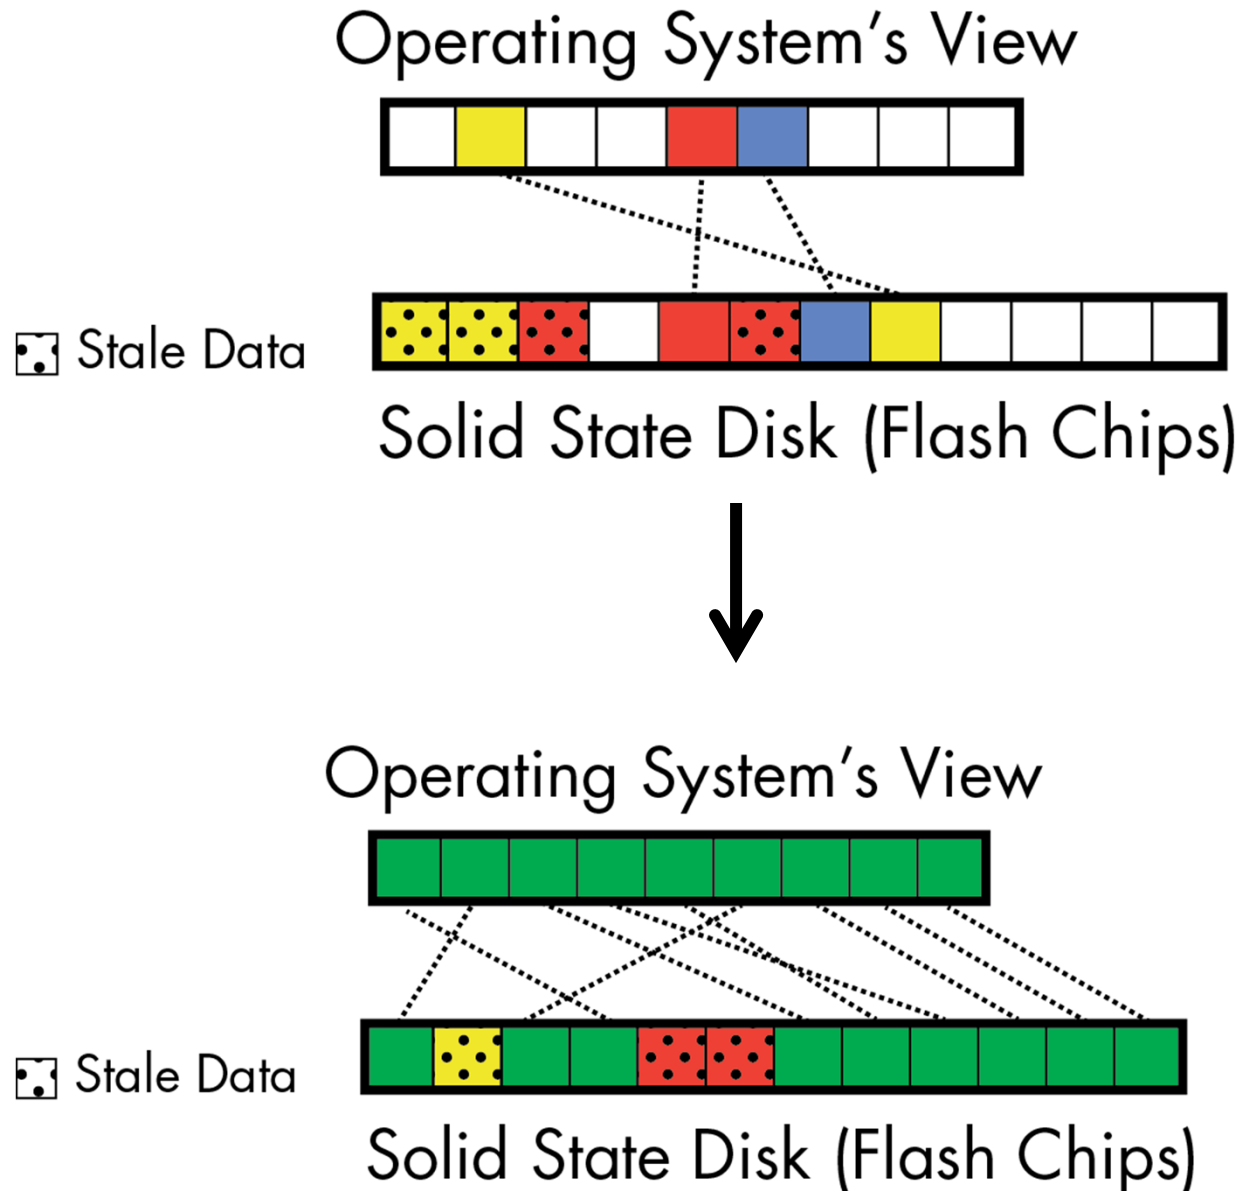 Operating System’s View
Stale Data
Solid State Disk (Flash Chips)
Operating System’s View
Stale Data
Solid State Disk (Flash Chips)